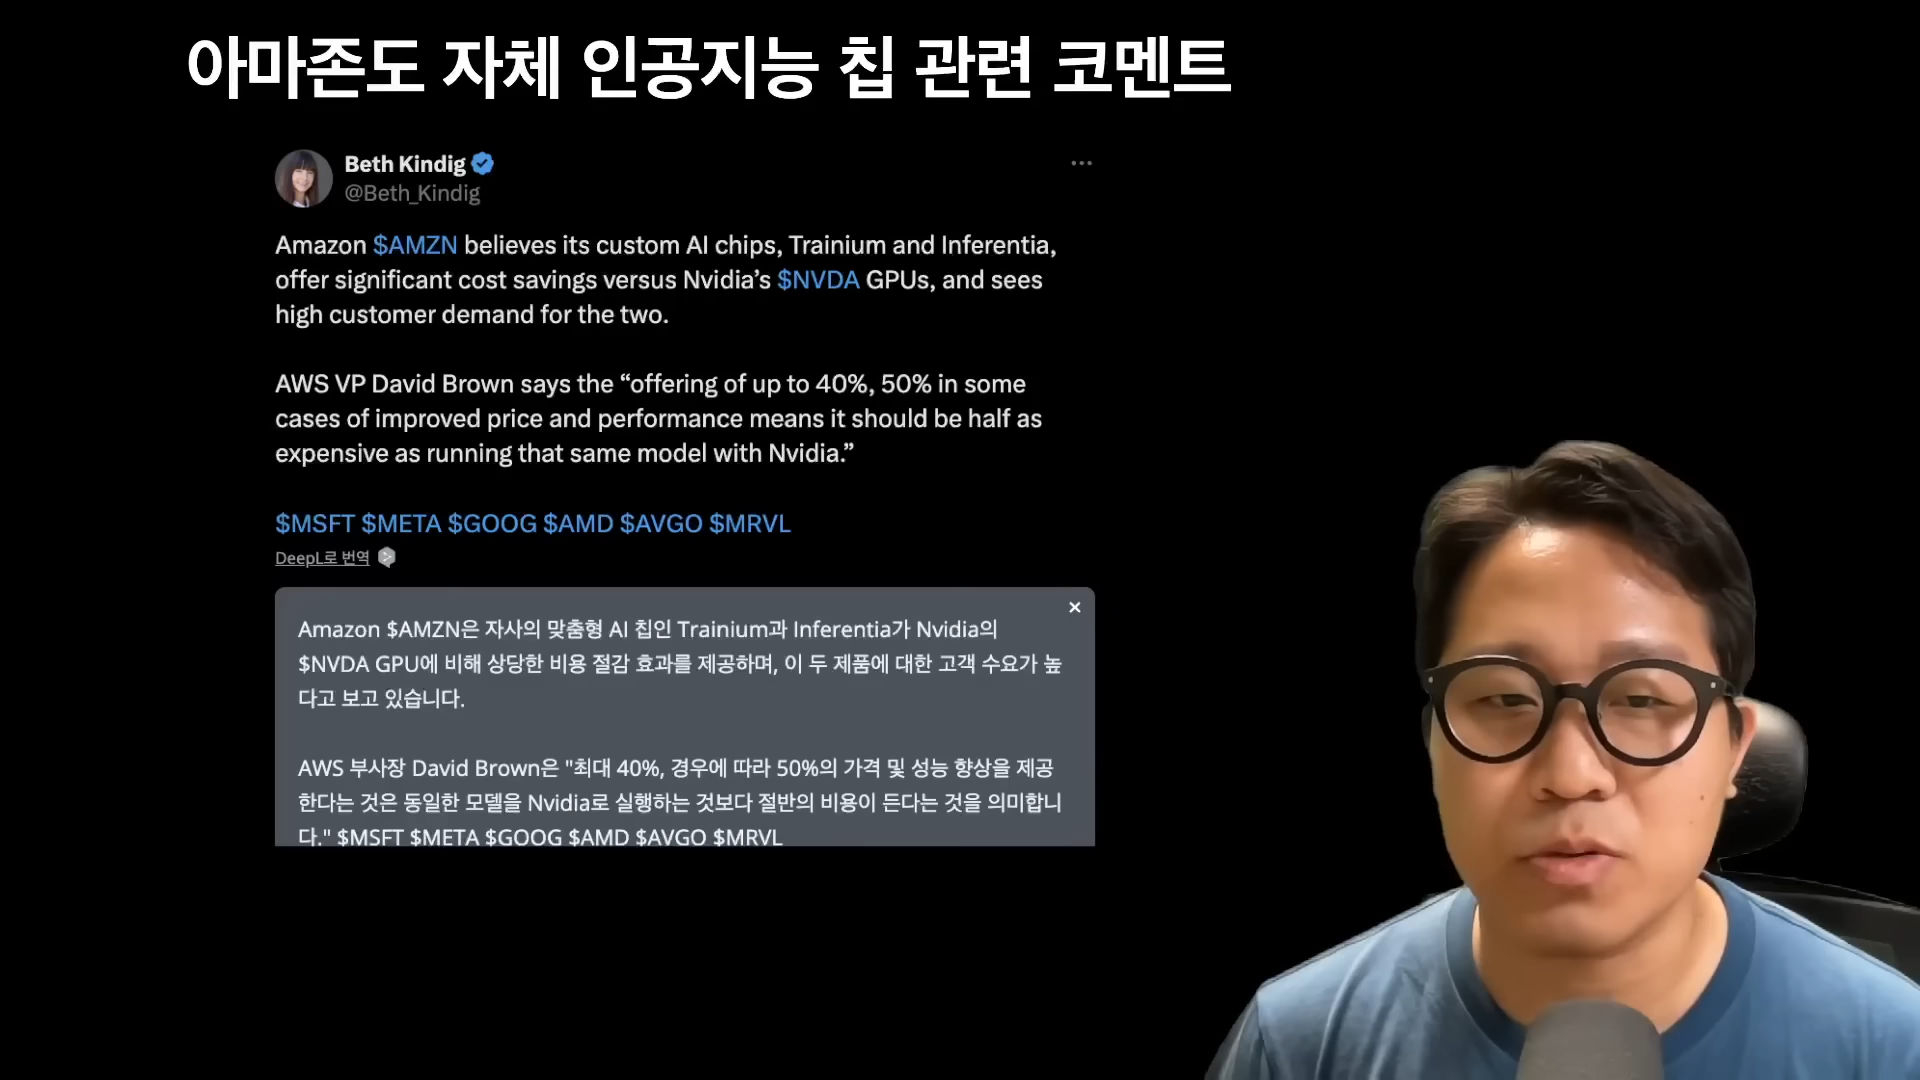 아마존도 자체 인공지능 칩 관련 코멘트
Beth Kindig
@Beth_Kindig
Amazon $AMZN believes its custom AI chips, Trainium and Inferentia,
offer significant cost savings versus Nvidia’s $NVDA GPUs, and sees
high customer demand for the two.
AWS VP David Brown says the “offering of up to 40%, 50% in some
cases of improved price and performance means it should be half as
expensive as running that same model with Nvidia.”
$MSFT $META $GOOG $AMD $AVGO $MRVL
DeepL로 번역
Amazon $AMZN은 자사의 맞춤형 AI 칩인 Trainium과 Inferentia가 Nvidia의
$NVDA GPU에 비해 상당한 비용 절감 효과를 제공하며, 이 두 제품에 대한 고객 수요가 높
다고 보고 있습니다.
AWS 부사장 David Brown은 "최대 40%, 경우에 따라 50%의 가격 및 성능 향상을 제공
한다는 것은 동일한 모델을 Nvidia로 실행하는 것보다 절반의 비용이 든다는 것을 의미합니
다." $MSFT $META $GOOG $AMD $AVGO $MRVL